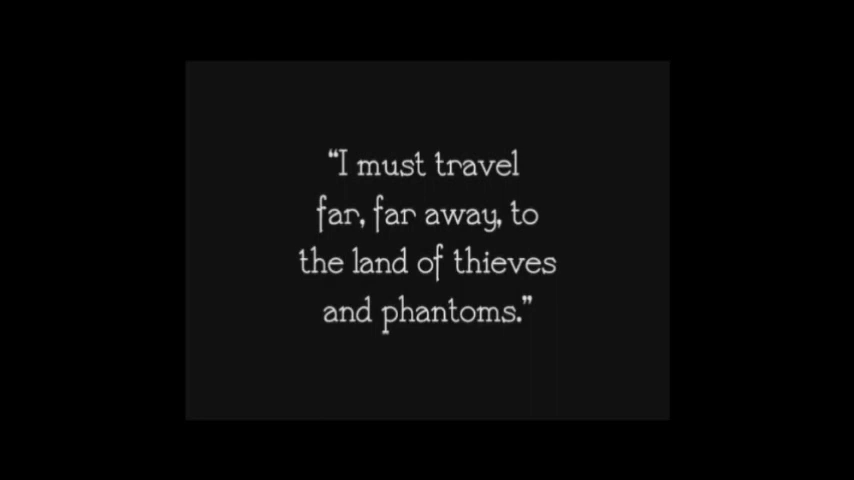 “I must travel
far, far away, to
the land of thieves
and phantoms.”